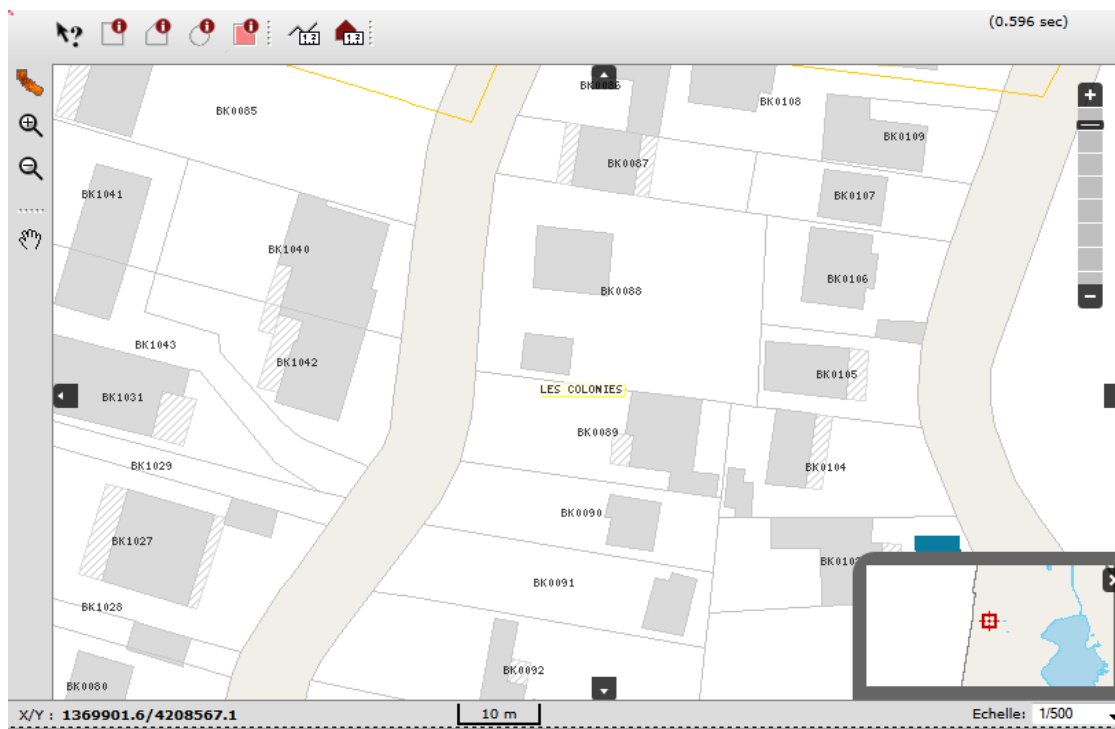 (0.596 sec)
BK0085
BK0086
BK0108
BK0109
BK0087
BK1041
BK0107
BK1040
BK0106
BK0088
BK1043
BK1042
BK0105
LES COLONIES
BK1031
BK0089
BK1029
BK0104
BK0090
BK1027
BK0091
BK1028
BK0092
BK0080
X/Y : 1369901.6/4208567.1
10 m
Echelle: 1/500